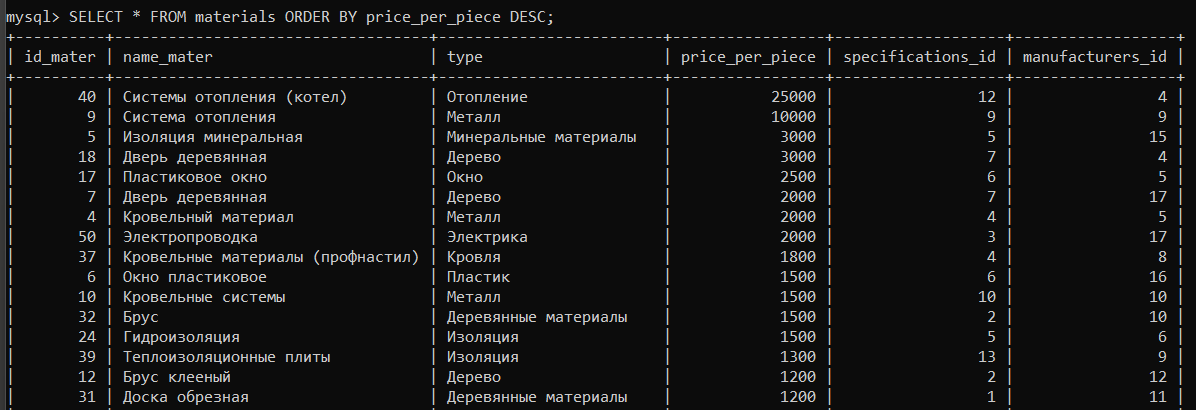 mysql> SELECT * FROM materials ORDER BY price_per_piece DESC;
| id_mater | name_mater | type | price_per_piece | specifications_id | manufacturers_id |
| 40 | Системы отопления (котел) | Отопление | 25000 | 12 | 4 |
| 9 | Система отопления | Металл | 10000 | 9 | 9 |
| 5 | Изоляция минеральная | Минеральные материалы | 3000 | 5 | 15 |
| 18 | Дверь деревянная | Дерево | 3000 | 7 | 4 |
| 17 | Пластиковое окно | Окно | 2500 | 6 | 5 |
| 7 | Дверь деревянная | Дерево | 2000 | 7 | 17 |
| 4 | Кровельный материал | Металл | 2000 | 4 | 5 |
| 50 | Электропроводка | Электрика | 2000 | 3 | 17 |
| 37 | Кровельные материалы (профнастил) | Кровля | 1800 | 4 | 8 |
| 6 | Окно пластиковое | Пластик | 1500 | 6 | 16 |
| 10 | Кровельные системы | Металл | 1500 | 10 | 10 |
| 32 | Брус | Деревянные материалы | 1500 | 2 | 10 |
| 24 | Гидроизоляция | Изоляция | 1500 | 5 | 6 |
| 39 | Теплоизоляционные плиты | Изоляция | 1300 | 13 | 9 |
| 12 | Брус клееный | Дерево | 1200 | 2 | 12 |
| 31 | Доска обрезная | Деревянные материалы | 1200 | 1 | 11 |